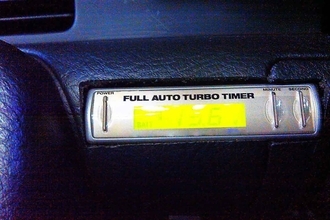 POWER MINUTE SECOND
FULL AUTO TURBO TIMER